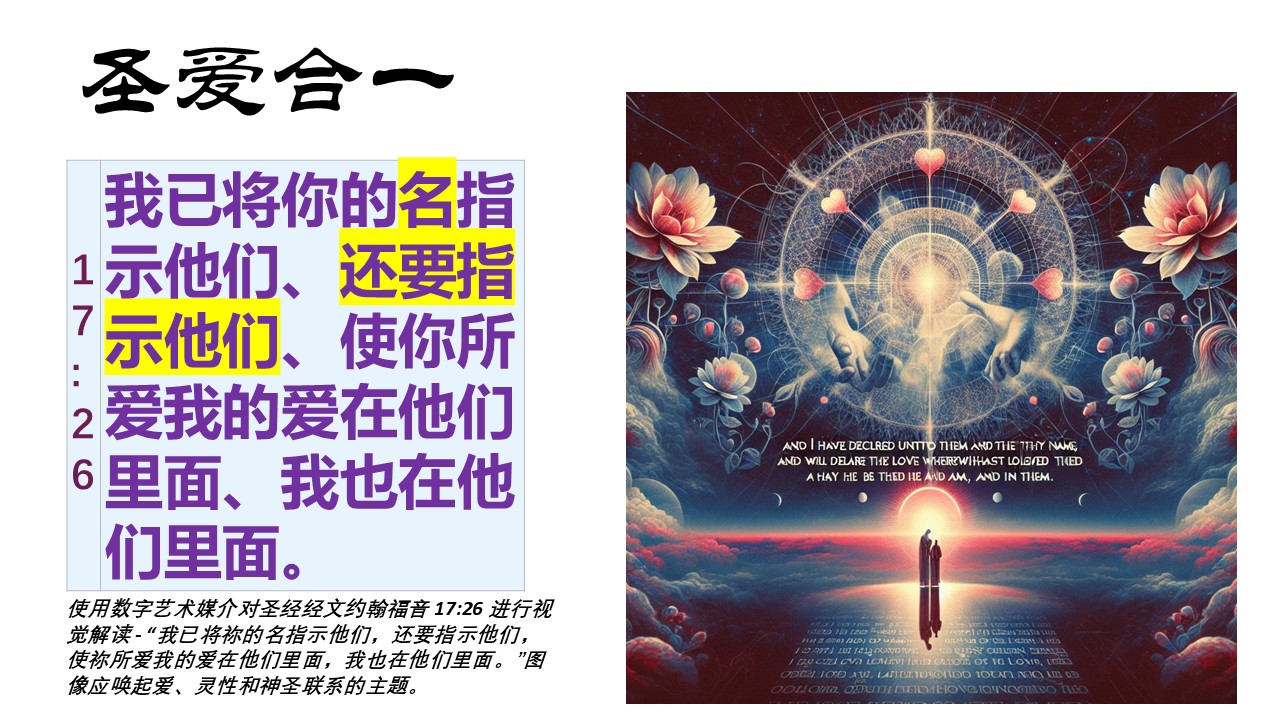 圣爱合一
17:26
我已将你的名指
示他们、还要指
示他们、使你所
爱我的爱在他们
里面、我也在他
们里面。
使用数字艺术媒介对圣经经文约翰福音 17:26 进行视
觉解读-“我已将祢的名指示他们，还要指示他们，
使祢所爱我的爱在他们里面，我也在他们里面。”图
像应唤起爱、灵性和神圣联系的主题。
AND I HAVE DECLRED UNTTO THEM AND THE TTHY NAME,
AND WILL DELARE THE LOVE WHEREWIHAST LOLEVED THED
A HAY HE BE THED HE AND AM, AND IN THEM.